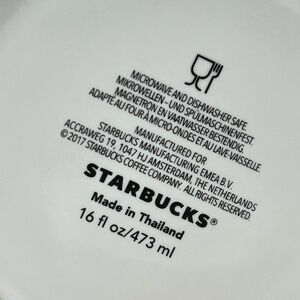 MICROWAVE AND DISHWASHER SAFE.
MIKROWELLEN - UND SPÜLMASCHINENFEST.
MAGNETRON EN VAATWASSER BESTENDIG.
ADAPTE AU FOUR À MICRO-ONDES ET AU LAVE-VAISSELLE.
MANUFACTURED FOR
STARBUCKS MANUFACTURING EMEA B.V.
ACCRAWEG 19, 1047 HJ AMSTERDAM, THE NETHERLANDS
© 2017 STARBUCKS COFFEE COMPANY. ALL RIGHTS RESERVED.
STARBUCKS®
Made in Thailand
16 fl oz/473 ml